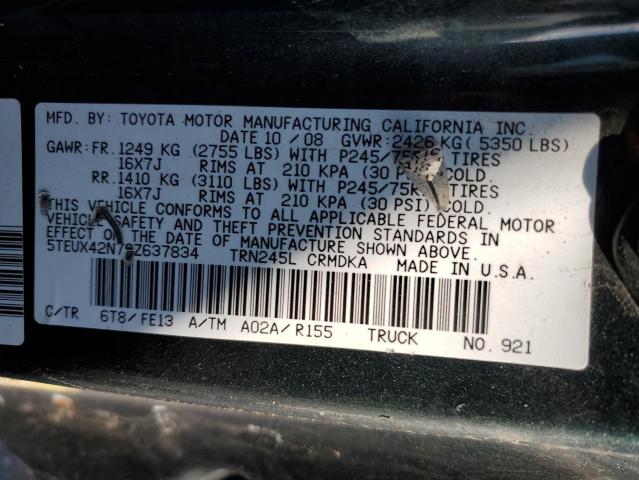 MFD. BY: TOYOTA MOTOR MANUFACTURING CALIFORNIA INC.
DATE 10 / 08 GVWR: 2426 KG ( 5350 LBS)
GAWR: FR. 1249 KG (2755 LBS) WITH TIRES
16X7J RIMS AT 210 KPA (30 PSI) COLD.
RR. 1410 KG (3110 LBS) WITH TIRES
16X7J RIMS AT 210 KPA (30 PSI) COLD.
THIS VEHICLE CONFORMS TO ALL APPLICABLE FEDERAL MOTOR
VEHICLE SAFETY AND THEFT PREVENTION STANDARDS IN
EFFECT ON THE DATE OF MANUFACTURE SHOWN ABOVE.
TRN245L CRMDKA MADE IN U.S.A.
C/TR 6T8/ FE13 A/TM A02A/ R155 TRUCK NO. 921